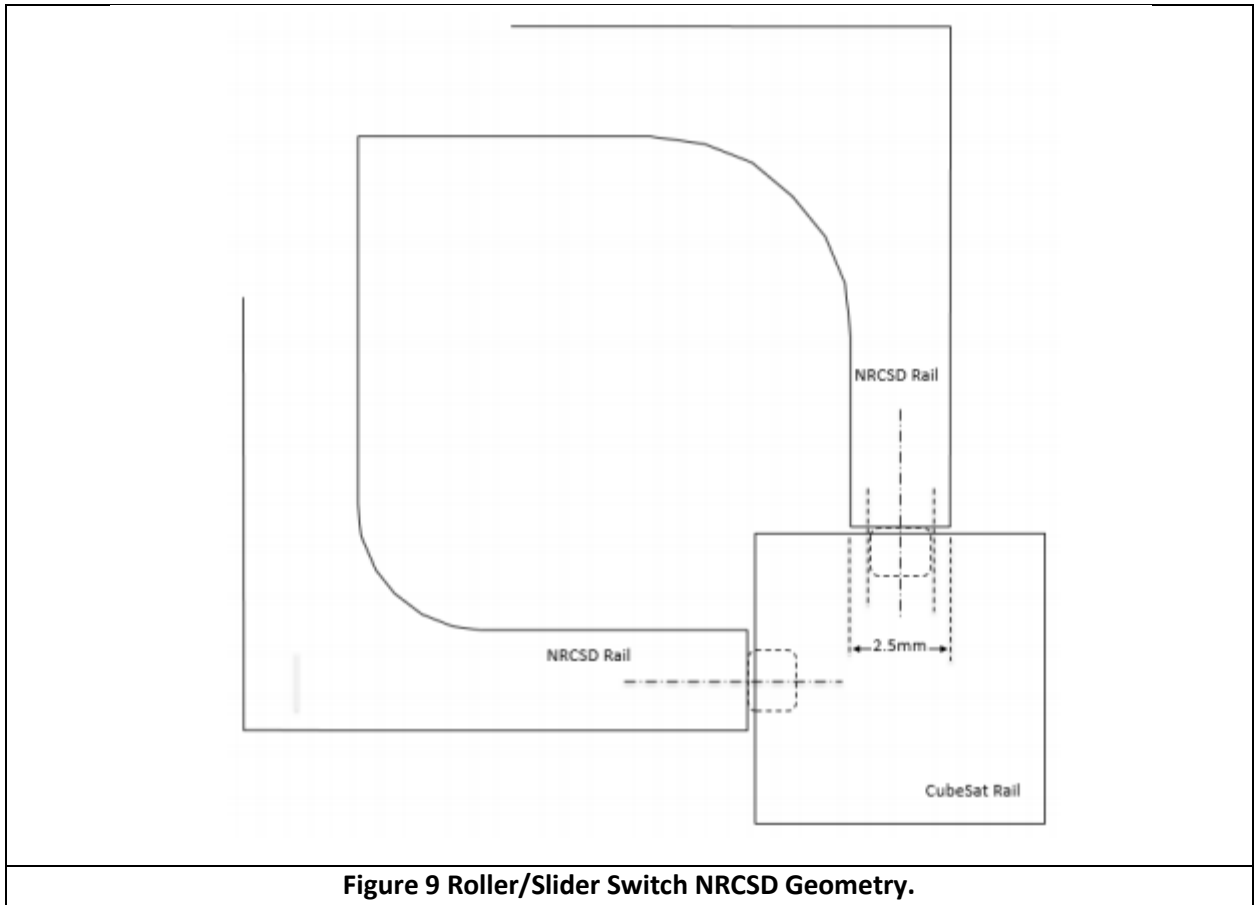 NRCSD Rail
2.5mm
NRCSD Rail
CubeSat Rail
Figure 9 Roller/Slider Switch NRCSD Geometry.